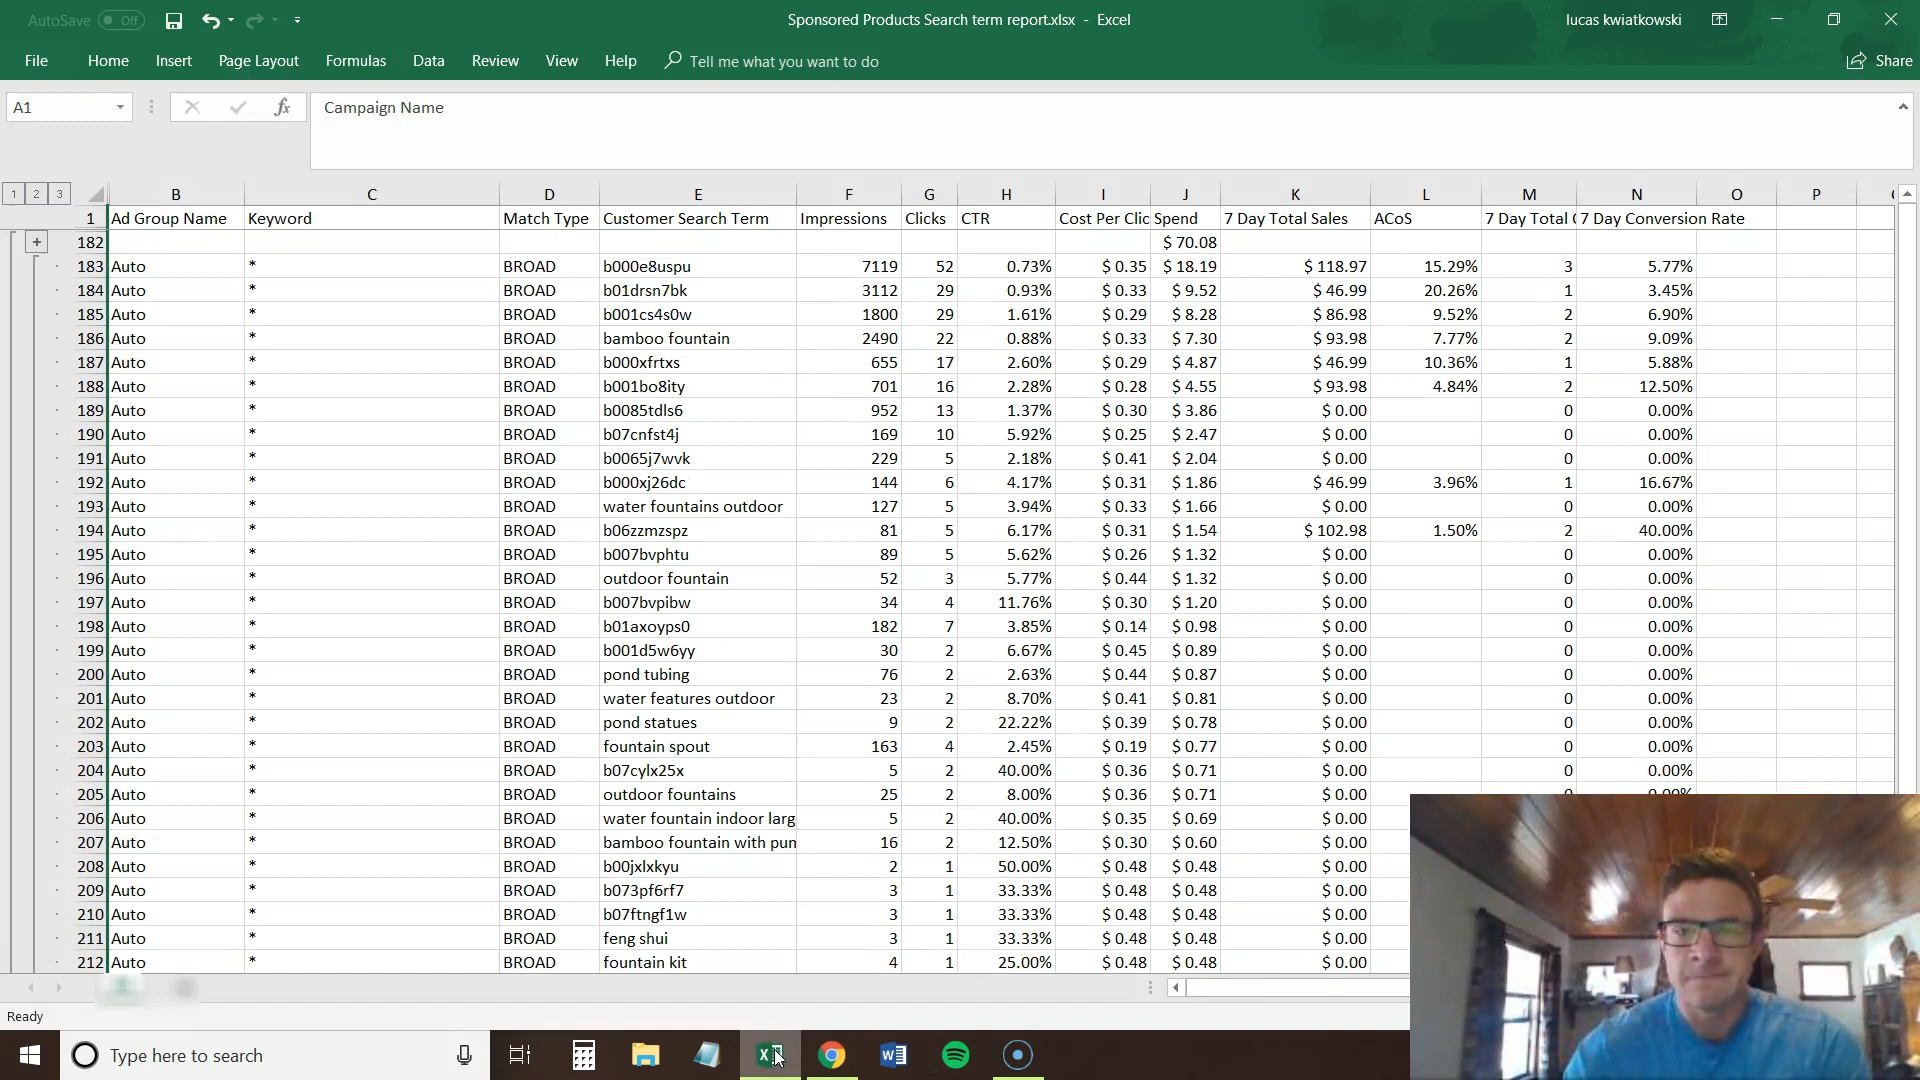 AutoSave Off Sponsored Products Search term report.xlsx - Excel lucas kwiatkowski
File Home Insert Page Layout Formulas Data Review View Help Tell me what you want to do Share
A1 fx Campaign Name
1 2 3 B C D E F G H I J K L M N O P
1 Ad Group Name Keyword Match Type Customer Search Term Impressions Clicks CTR Cost Per Clic Spend 7 Day Total Sales ACoS 7 Day Total 7 Day Conversion Rate
182 $ 70.08
183 Auto * BROAD b000e8uspu 7119 52 0.73% $ 0.35 $ 18.19 $ 118.97 15.29% 3 5.77%
184 Auto * BROAD b01drsn7bk 3112 29 0.93% $ 0.33 $ 9.52 $ 46.99 20.26% 1 3.45%
185 Auto * BROAD b001cs4s0w 1800 29 1.61% $ 0.29 $ 8.28 $ 86.98 9.52% 2 6.90%
186 Auto * BROAD bamboo fountain 2490 22 0.88% $ 0.33 $ 7.30 $ 93.98 7.77% 2 9.09%
187 Auto * BROAD b000xfrtxs 655 17 2.60% $ 0.29 $ 4.87 $ 46.99 10.36% 1 5.88%
188 Auto * BROAD b001bo8ity 701 16 2.28% $ 0.28 $ 4.55 $ 93.98 4.84% 2 12.50%
189 Auto * BROAD b0085tdls6 952 13 1.37% $ 0.30 $ 3.86 $ 0.00 0 0.00%
190 Auto * BROAD b07cnfst4j 169 10 5.92% $ 0.25 $ 2.47 $ 0.00 0 0.00%
191 Auto * BROAD b0065j7wvk 229 5 2.18% $ 0.41 $ 2.04 $ 0.00 0 0.00%
192 Auto * BROAD b000xj26dc 144 6 4.17% $ 0.31 $ 1.86 $ 46.99 3.96% 1 16.67%
193 Auto * BROAD water fountains outdoor 127 5 3.94% $ 0.33 $ 1.66 $ 0.00 0 0.00%
194 Auto * BROAD b06zzmzspz 81 5 6.17% $ 0.31 $ 1.54 $ 102.98 1.50% 2 40.00%
195 Auto * BROAD b007bvphtu 89 5 5.62% $ 0.26 $ 1.32 $ 0.00 0 0.00%
196 Auto * BROAD outdoor fountain 52 3 5.77% $ 0.44 $ 1.32 $ 0.00 0 0.00%
197 Auto * BROAD b007bvpibw 34 4 11.76% $ 0.30 $ 1.20 $ 0.00 0 0.00%
198 Auto * BROAD b01axoyps0 182 7 3.85% $ 0.14 $ 0.98 $ 0.00 0 0.00%
199 Auto * BROAD b001d5w6yy 30 2 6.67% $ 0.45 $ 0.89 $ 0.00 0 0.00%
200 Auto * BROAD pond tubing 76 2 2.63% $ 0.44 $ 0.87 $ 0.00 0 0.00%
201 Auto * BROAD water features outdoor 23 2 8.70% $ 0.41 $ 0.81 $ 0.00 0 0.00%
202 Auto * BROAD pond statues 9 2 22.22% $ 0.39 $ 0.78 $ 0.00 0 0.00%
203 Auto * BROAD fountain spout 163 4 2.45% $ 0.19 $ 0.77 $ 0.00 0 0.00%
204 Auto * BROAD b07cylx25x 5 2 40.00% $ 0.36 $ 0.71 $ 0.00 0 0.00%
205 Auto * BROAD outdoor fountains 25 2 8.00% $ 0.36 $ 0.71 $ 0.00 0 0.00%
206 Auto * BROAD water fountain indoor larg 5 2 40.00% $ 0.35 $ 0.69 $ 0.00
207 Auto * BROAD bamboo fountain with pum 16 2 12.50% $ 0.30 $ 0.60 $ 0.00
208 Auto * BROAD b00jxlxkyu 2 1 50.00% $ 0.48 $ 0.48 $ 0.00
209 Auto * BROAD b073pf6rf7 3 1 33.33% $ 0.48 $ 0.48 $ 0.00
210 Auto * BROAD b07ftngf1w 3 1 33.33% $ 0.48 $ 0.48 $ 0.00
211 Auto * BROAD feng shui 3 1 33.33% $ 0.48 $ 0.48 $ 0.00
212 Auto * BROAD fountain kit 4 1 25.00% $ 0.48 $ 0.48 $ 0.00
Ready
Type here to search